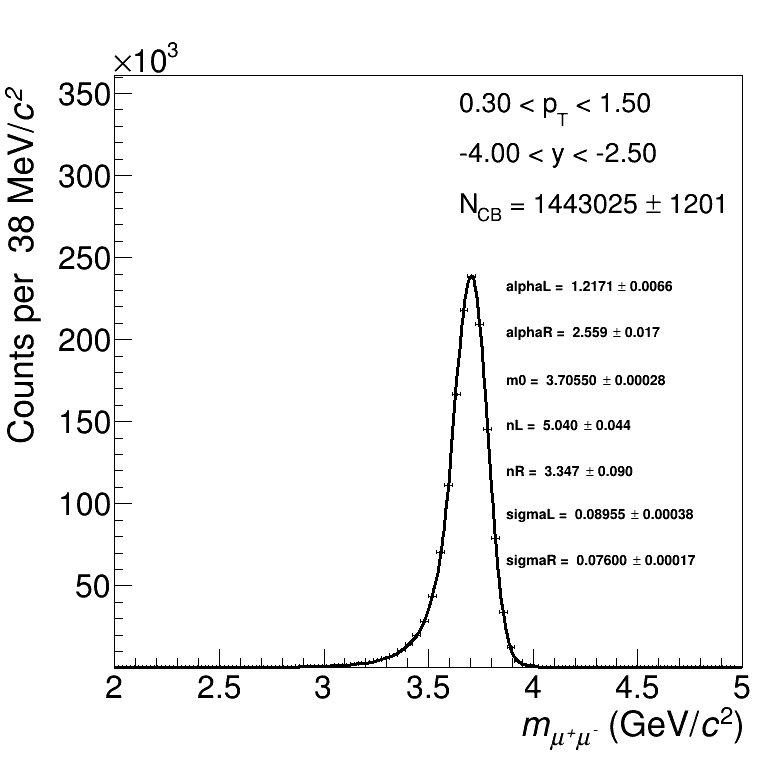 ×10³
350
300
250
200
150
100
50
Counts per 38 MeV/c²
0.30 < p_T < 1.50
-4.00 < y < -2.50
N_CB = 1443025 ± 1201
alphaL = 1.2171 ± 0.0066
alphaR = 2.559 ± 0.017
m0 = 3.70550 ± 0.00028
nL = 5.040 ± 0.044
nR = 3.347 ± 0.090
sigmaL = 0.08955 ± 0.00038
sigmaR = 0.07600 ± 0.00017
2 2.5 3 3.5 4 4.5 5
m_μ⁺μ⁻ (GeV/c²)